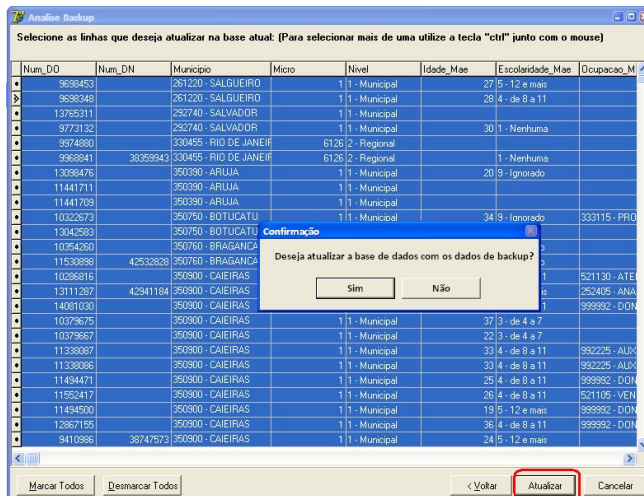 Analise Backup
Selecione as linhas que deseja atualizar na base atual: (Para selecionar mais de uma utilize a tecla "ctrl" junto com o mouse)
Num_DO Num_DN Municipio Micro Nivel Idade_Mae Escolaridade_Mae Ocupacao_M
9698453 261220 - SALGUEIRO 1 1 - Municipal 27 5 - 12 e mais
9698348 261220 - SALGUEIRO 1 1 - Municipal 28 4 - de 8 a 11
13765311 292740 - SALVADOR 1 1 - Municipal
9773132 292740 - SALVADOR 1 1 - Municipal 30 1 - Nenhuma
9974880 330455 - RIO DE JANEIR 6126 2 - Regional
9968841 38359943 330455 - RIO DE JANEIR 6126 2 - Regional 1 - Nenhuma
13098476 350390 - ARUJA 1 1 - Municipal 20 9 - Ignorado
11441711 350390 - ARUJA 1 1 - Municipal
11441709 350390 - ARUJA 1 1 - Municipal
10322673 350750 - BOTUCATU 1 1 - Municipal 34 9 - Ignorado 333115 - PRO
13042583 350750 - BOTUCATU
10354260 350760 - BRAGANCA
11530898 42532828 350760 - BRAGANCA
10286816 350900 - CAIEIRAS 521130 - ATEI
13111287 42941184 350900 - CAIEIRAS 252405 - ANA
14081030 350900 - CAIEIRAS 999992 - DON
Confirmação
Deseja atualizar a base de dados com os dados de backup?
Sim Não
10379675 350900 - CAIEIRAS 1 1 - Municipal 37 3 - de 4 a 7
10379667 350900 - CAIEIRAS 1 1 - Municipal 22 3 - de 4 a 7
11338087 350900 - CAIEIRAS 1 1 - Municipal 33 4 - de 8 a 11 992225 - AUX
11338086 350900 - CAIEIRAS 1 1 - Municipal 33 4 - de 8 a 11 992225 - AUX
11494471 350900 - CAIEIRAS 1 1 - Municipal 25 4 - de 8 a 11 999992 - DON
11552417 350900 - CAIEIRAS 1 1 - Municipal 26 4 - de 8 a 11 521105 - VEN
11494500 350900 - CAIEIRAS 1 1 - Municipal 19 5 - 12 e mais 999992 - DON
12867155 350900 - CAIEIRAS 1 1 - Municipal 36 4 - de 8 a 11 999992 - DON
9410986 38747573 350900 - CAIEIRAS 1 1 - Municipal 24 5 - 12 e mais
Marcar Todos Desmarcar Todos < Voltar Atualizar Cancelar